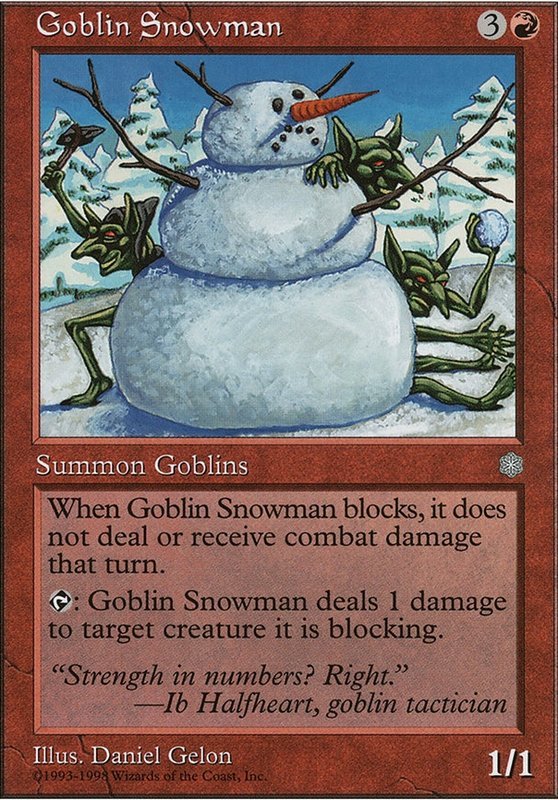 Goblin Snowman 3
Summon Goblins
When Goblin Snowman blocks, it does
not deal or receive combat damage
that turn.
: Goblin Snowman deals 1 damage
to target creature it is blocking.
“Strength in numbers? Right.”
—Ib Halfheart, goblin tactician
Illus. Daniel Gelon
©1993-1998 Wizards of the Coast, Inc.
1/1